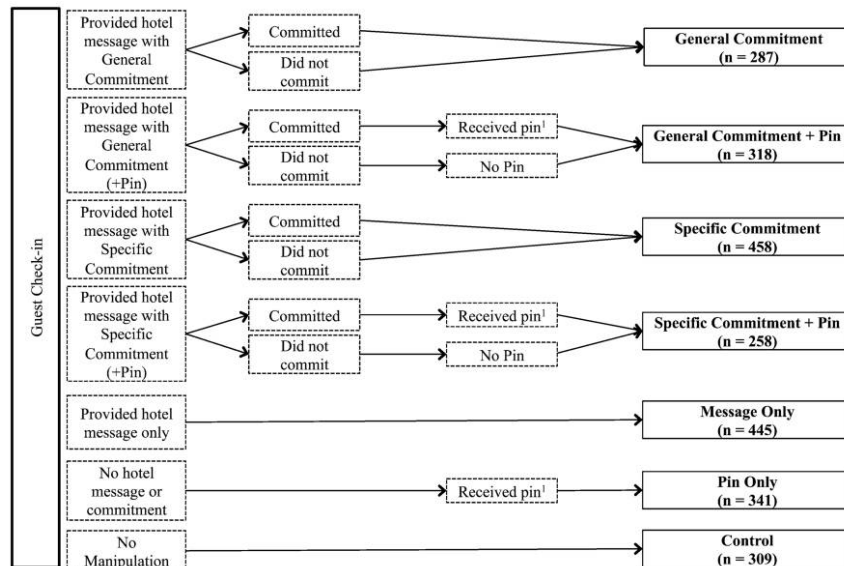 Guest Check-in
Provided hotel
message with
General
Commitment
Committed
Did not
commit
General Commitment
(n = 287)
Provided hotel
message with
General
Commitment
(+Pin)
Committed
Did not
commit
Received pin¹
No Pin
General Commitment + Pin
(n = 318)
Provided hotel
message with
Specific
Commitment
Committed
Did not
commit
Specific Commitment
(n = 458)
Provided hotel
message with
Specific
Commitment
(+Pin)
Committed
Did not
commit
Received pin¹
No Pin
Specific Commitment + Pin
(n = 258)
Provided hotel
message only
Message Only
(n = 445)
No hotel
message or
commitment
Received pin¹
Pin Only
(n = 341)
No
Manipulation
Control
(n = 309)